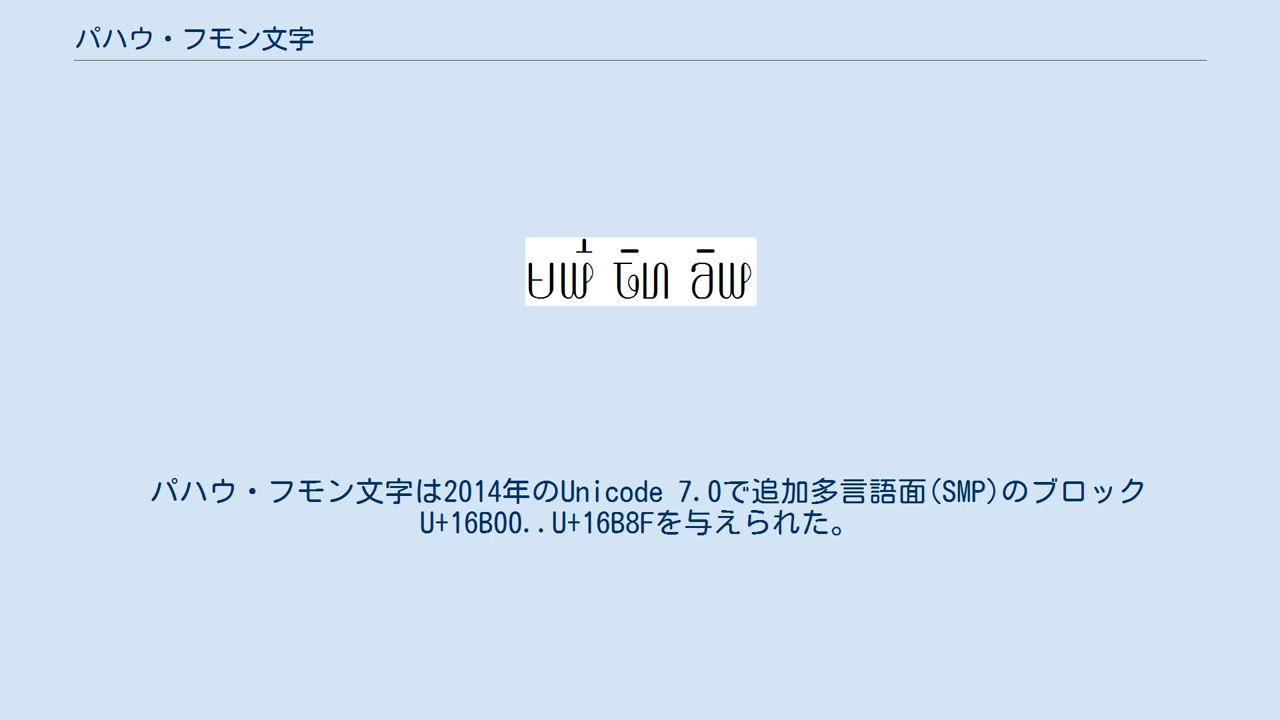 パハウ・フモン文字
パハウ・フモン文字は2014年のUnicode 7.0で追加多言語面(SMP)のブロック
U+16B00..U+16B8Fを与えられた。